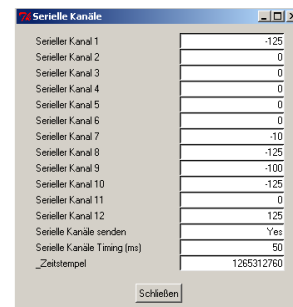 Serielle Kanäle
Serieller Kanal 1 -125
Serieller Kanal 2 0
Serieller Kanal 3 0
Serieller Kanal 4 0
Serieller Kanal 5 0
Serieller Kanal 6 0
Serieller Kanal 7 -10
Serieller Kanal 8 -125
Serieller Kanal 9 -100
Serieller Kanal 10 -125
Serieller Kanal 11 0
Serieller Kanal 12 125
Serielle Kanäle senden Yes
Serielle Kanäle Timing (ms) 50
_Zeitstempel 1265312760
Schließen